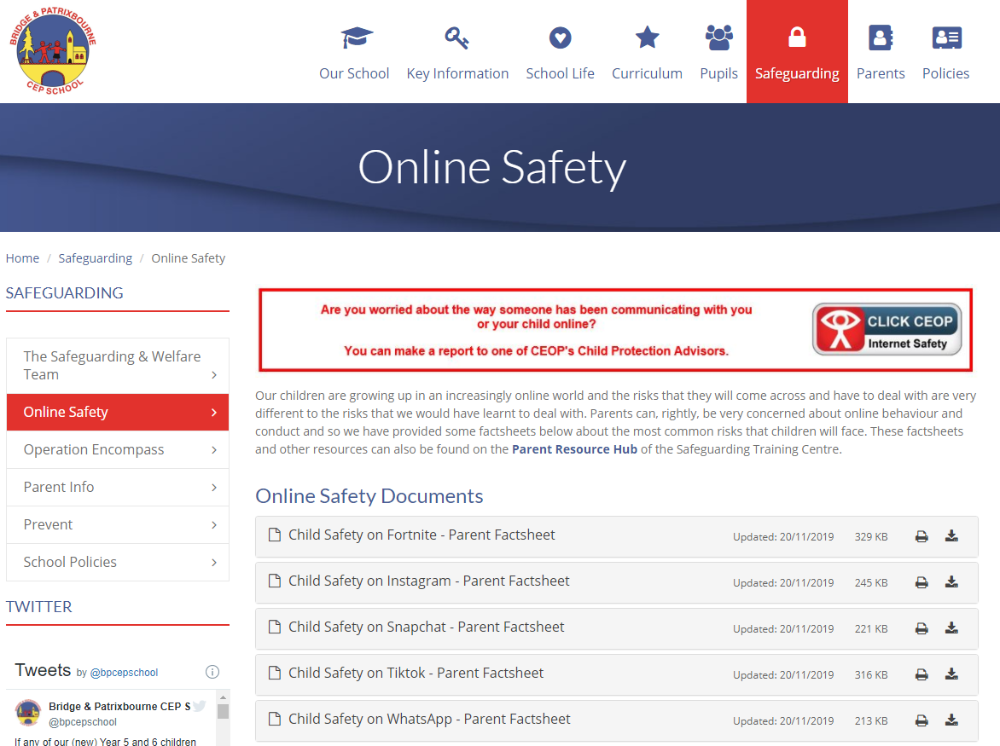 BRIDGE & PATRIXBOURNE
CEP SCHOOL
Our School
Key Information
School Life
Curriculum
Pupils
Safeguarding
Parents
Policies
Online Safety
Home / Safeguarding / Online Safety
SAFEGUARDING
The Safeguarding & Welfare
Team
Online Safety
Operation Encompass
Parent Info
Prevent
School Policies
TWITTER
Tweets by @bpcepschool
Bridge & Patrixbourne CEP S
@bpcepschool
If any of our (new) Year 5 and 6 children
Are you worried about the way someone has been communicating with you
or your child online?
You can make a report to one of CEOP's Child Protection Advisors.
CLICK CEOP
Internet Safety
Our children are growing up in an increasingly online world and the risks that they will come across and have to deal with are very
different to the risks that we would have learnt to deal with. Parents can, rightly, be very concerned about online behaviour and
conduct and so we have provided some factsheets below about the most common risks that children will face. These factsheets
and other resources can also be found on the Parent Resource Hub of the Safeguarding Training Centre.
Online Safety Documents
Child Safety on Fortnite - Parent Factsheet Updated: 20/11/2019 329 KB
Child Safety on Instagram - Parent Factsheet Updated: 20/11/2019 245 KB
Child Safety on Snapchat - Parent Factsheet Updated: 20/11/2019 221 KB
Child Safety on Tiktok - Parent Factsheet Updated: 20/11/2019 316 KB
Child Safety on WhatsApp - Parent Factsheet Updated: 20/11/2019 213 KB